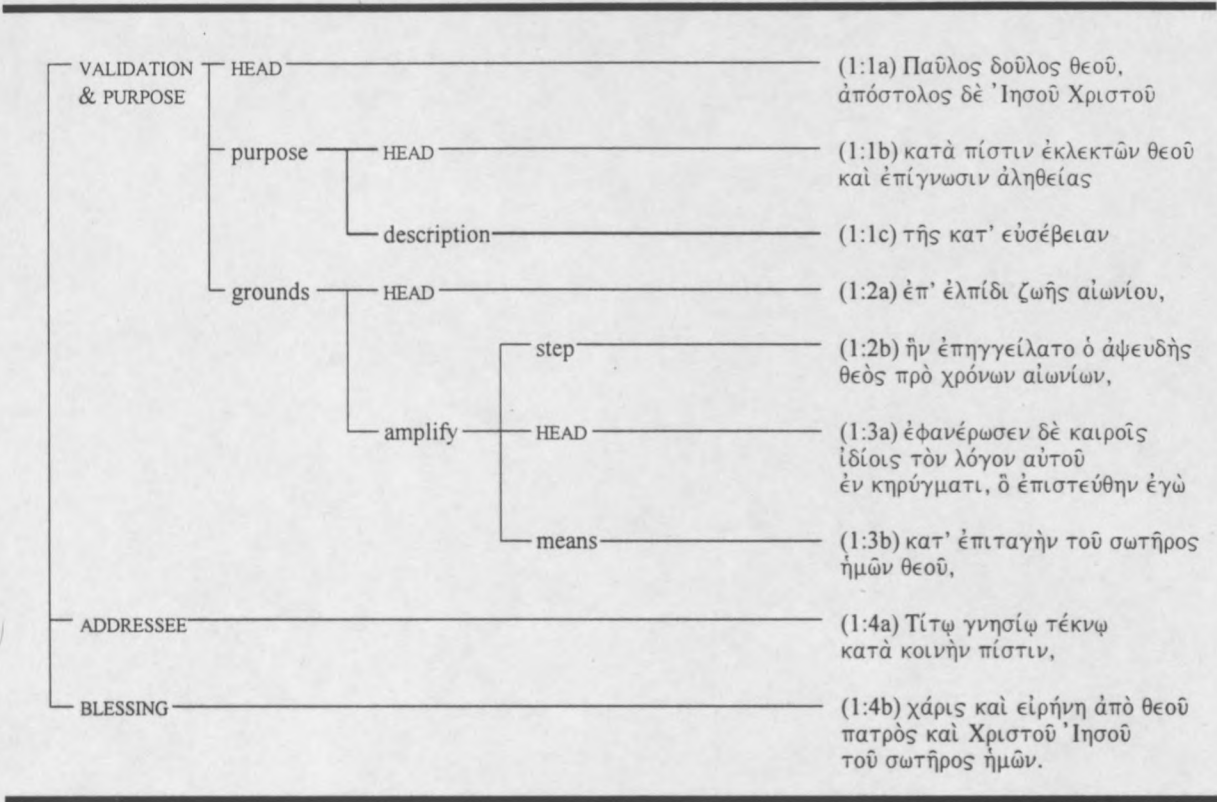 VALIDATION HEAD (1:1a) Παῦλος δοῦλος θεοῦ,
& PURPOSE ἀπόστολος δὲ Ἰησοῦ Χριστοῦ
purpose HEAD (1:1b) κατὰ πίστιν ἐκλεκτῶν θεοῦ
καὶ ἐπίγνωσιν ἀληθείας
description (1:1c) τῆς κατ' εὐσέβειαν
grounds HEAD (1:2a) ἐπ' ἐλπίδι ζωῆς αἰωνίου,
step (1:2b) ἣν ἐπηγγείλατο ὁ ἀψευδὴς
θεὸς πρὸ χρόνων αἰωνίων,
amplify HEAD (1:3a) ἐφανέρωσεν δὲ καιροῖς
ἰδίοις τὸν λόγον αὐτοῦ
ἐν κηρύγματι, ὃ ἐπιστεύθην ἐγὼ
means (1:3b) κατ' ἐπιταγὴν τοῦ σωτῆρος
ἡμῶν θεοῦ,
ADDRESSEE (1:4a) Τίτῳ γνησίῳ τέκνῳ
κατὰ κοινὴν πίστιν,
BLESSING (1:4b) χάρις καὶ εἰρήνη ἀπὸ θεοῦ
πατρὸς καὶ Χριστοῦ Ἰησοῦ
τοῦ σωτῆρος ἡμῶν.